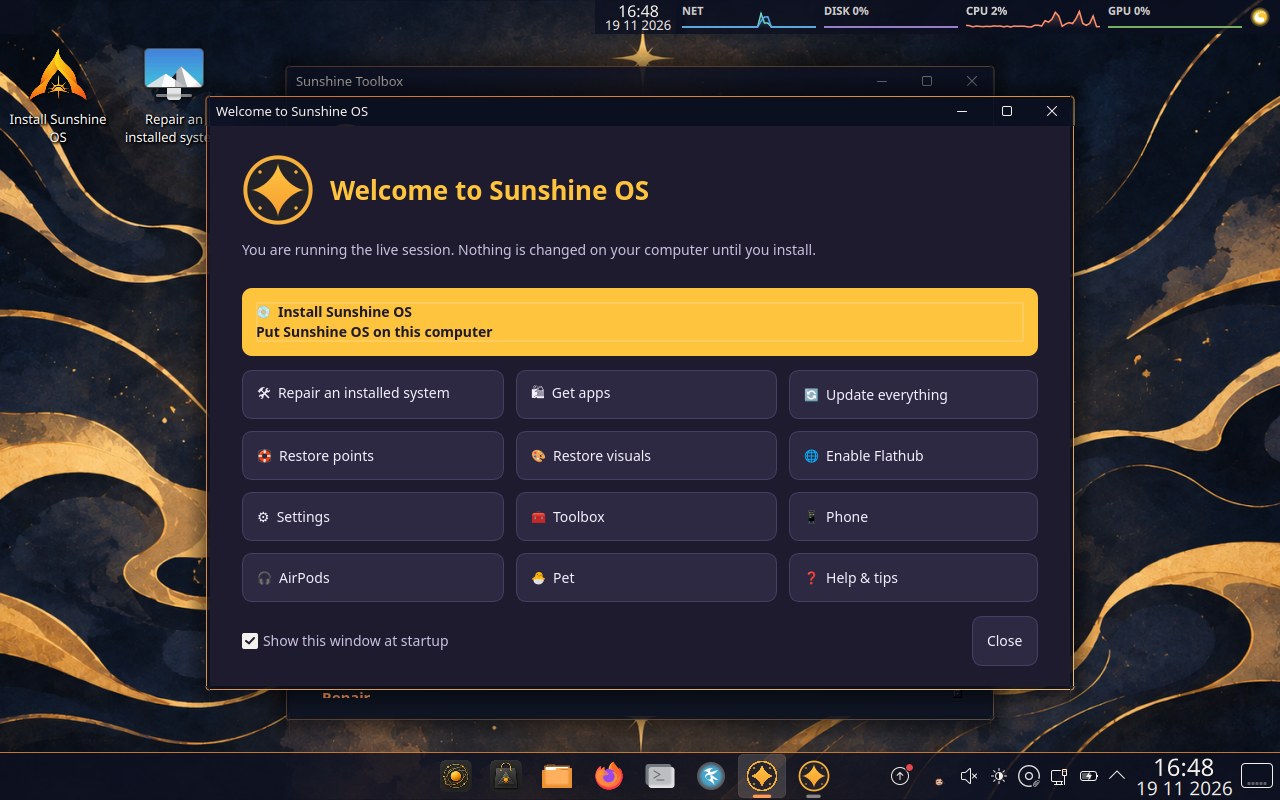 16:48
19 11 2026
NET
DISK 0%
CPU 2%
GPU 0%
Install Sunshine
OS
Repair an
Sunshine Toolbox
Welcome to Sunshine OS
Welcome to Sunshine OS
You are running the live session. Nothing is changed on your computer until you install.
Install Sunshine OS
Put Sunshine OS on this computer
Repair an installed system
Get apps
Update everything
Restore points
Restore visuals
Enable Flathub
Settings
Toolbox
Phone
AirPods
Pet
Help & tips
Show this window at startup
Close
Repair
16:48
19 11 2026